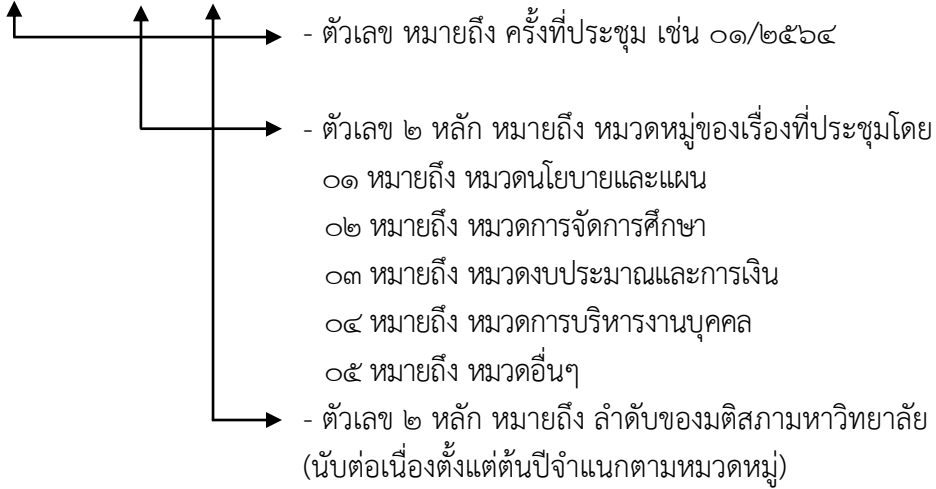 - ตัวเลข หมายถึง ครั้งที่ประชุม เช่น ๐๑/๒๕๖๔
- ตัวเลข ๒ หลัก หมายถึง หมวดหมู่ของเรื่องที่ประชุมโดย
๐๑ หมายถึง หมวดนโยบายและแผน
๐๒ หมายถึง หมวดการจัดการศึกษา
๐๓ หมายถึง หมวดงบประมาณและการเงิน
๐๔ หมายถึง หมวดการบริหารงานบุคคล
๐๕ หมายถึง หมวดอื่นๆ
- ตัวเลข ๒ หลัก หมายถึง ลำดับของมติสภามหาวิทยาลัย
(นับต่อเนื่องตั้งแต่ต้นปีจำแนกตามหมวดหมู่)